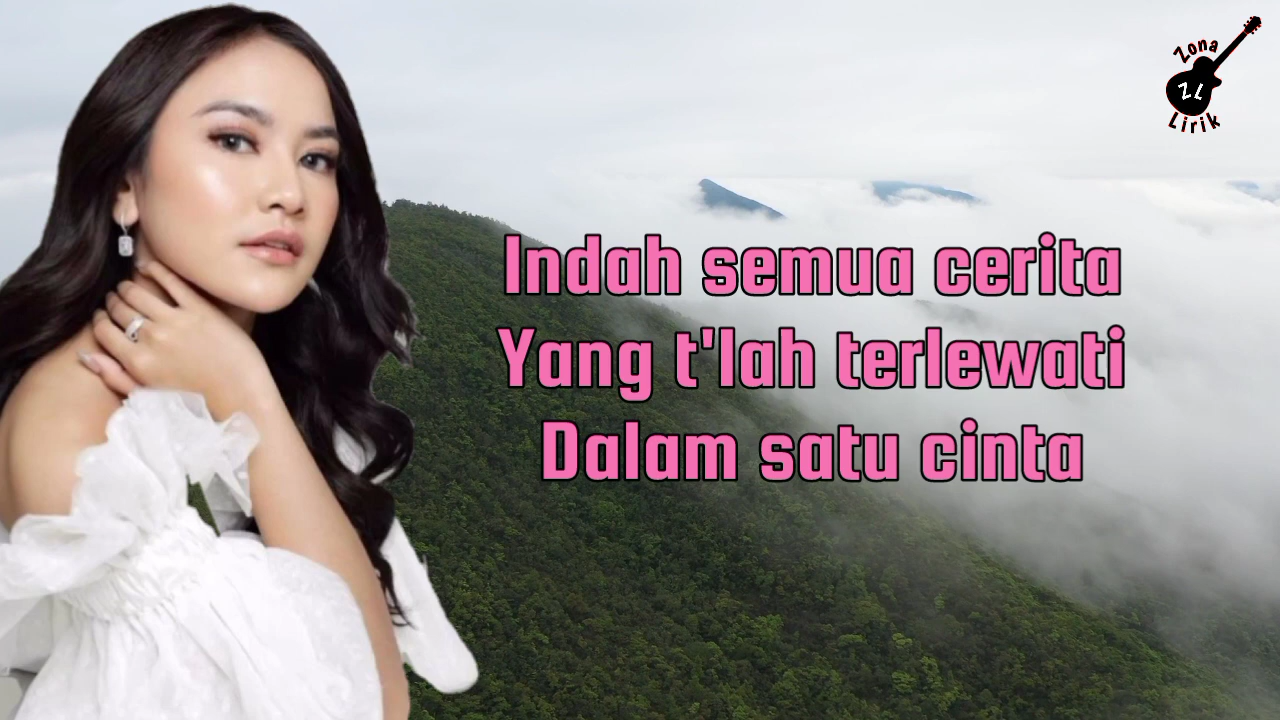 Zona
ZL
Lirik
Indah semua cerita
Yang t'lah terlewati
Dalam satu cinta